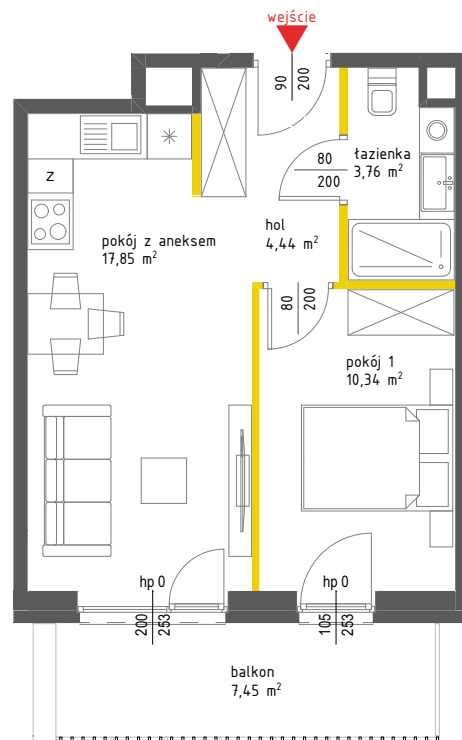 wejście
90
200
80
200
łazienka
3,76 m²
z
hol
4,44 m²
pokój z aneksem
17,85 m²
80
200
pokój 1
10,34 m²
hp 0
hp 0
200
253
105
253
balkon
7,45 m²